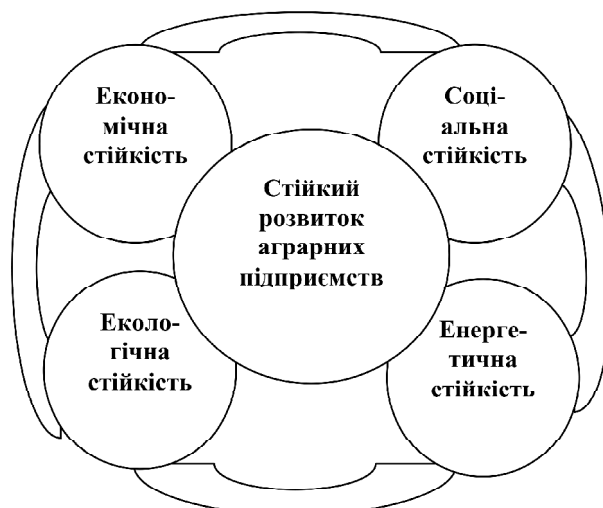 Еконо-
мічна
стійкість
Соці-
альна
стійкість
Стійкий
розвиток
аграрних
підприємств
Еколо-
гічна
стійкість
Енерге-
тична
стійкість